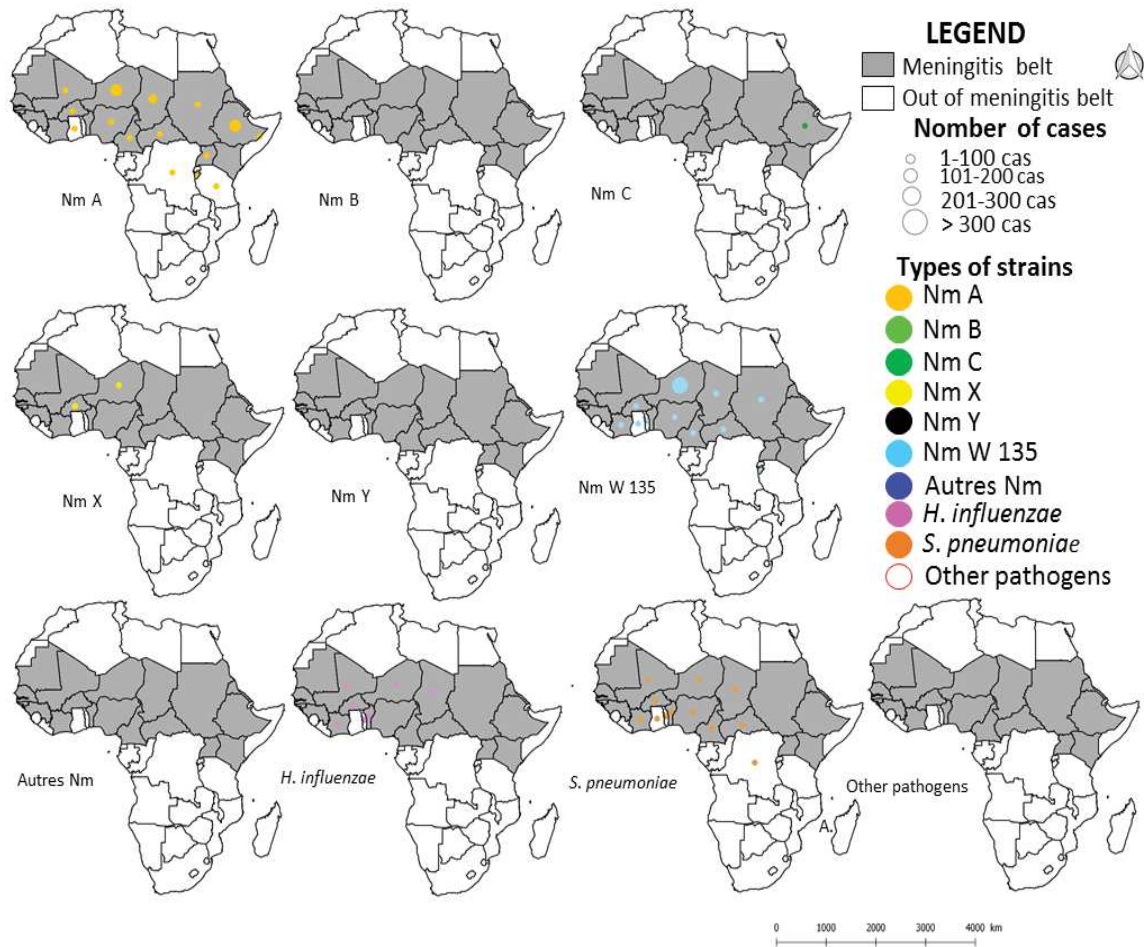 LEGEND
Meningitis belt
Out of meningitis belt
Nomber of cases
1-100 cas
101-200 cas
201-300 cas
> 300 cas
Types of strains
Nm A
Nm B
Nm C
Nm X
Nm Y
Nm W 135
Autres Nm
H. influenzae
S. pneumoniae
Other pathogens
Nm A
Nm B
Nm C
Nm X
Nm Y
Nm W 135
Autres Nm
H. influenzae
S. pneumoniae
Other pathogens
A.
0 1000 2000 3000 4000 km